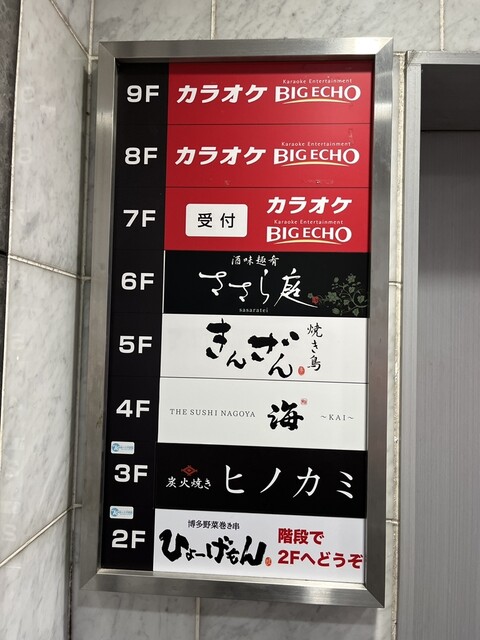 9F カラオケ Karaoke Entertainment BIG ECHO
8F カラオケ Karaoke Entertainment BIG ECHO
7F 受付 カラオケ
Karaoke Entertainment
BIG ECHO
酒味趣肴
6F ささら庭
sasaratei
5F きんざん 焼き鳥
4F THE SUSHI NAGOYA 海 ～KAI～
3F 炭火焼き ヒノカミ
博多野菜巻き串
2F ひょーげもん 階段で
2Fへどうぞ